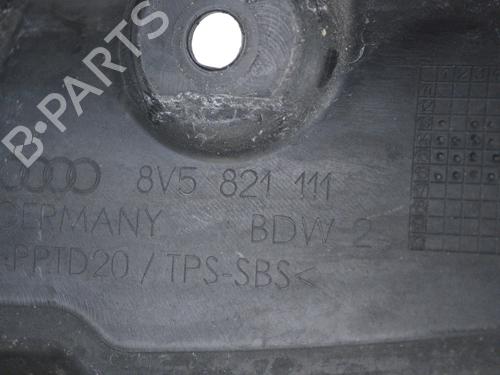 B-PARTS
8V5 821 111
GERMANY BDW 2
PPTD20 / TPS-SBS<